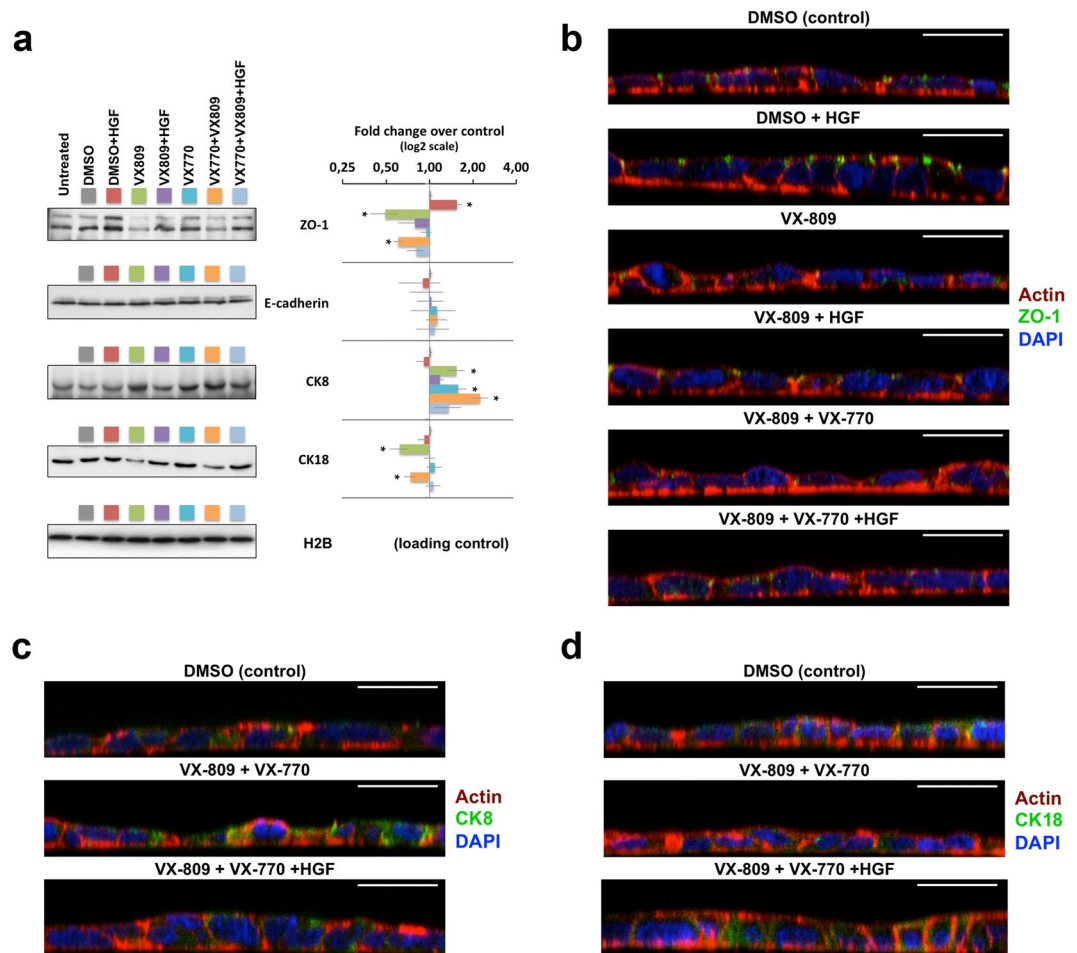 a
Untreated
DMSO
DMSO+HGF
VX809
VX809+HGF
VX770
VX770+VX809
VX770+VX809+HGF
Fold change over control
(log2 scale)
0,25 0,50 1,00 2,00 4,00
ZO-1
* * *
E-cadherin
CK8
* * *
CK18
* *
H2B (loading control)
b
DMSO (control)
DMSO + HGF
VX-809
VX-809 + HGF
VX-809 + VX-770
VX-809 + VX-770 +HGF
Actin
ZO-1
DAPI
c
DMSO (control)
VX-809 + VX-770
VX-809 + VX-770 +HGF
Actin
CK8
DAPI
d
DMSO (control)
VX-809 + VX-770
VX-809 + VX-770 +HGF
Actin
CK18
DAPI